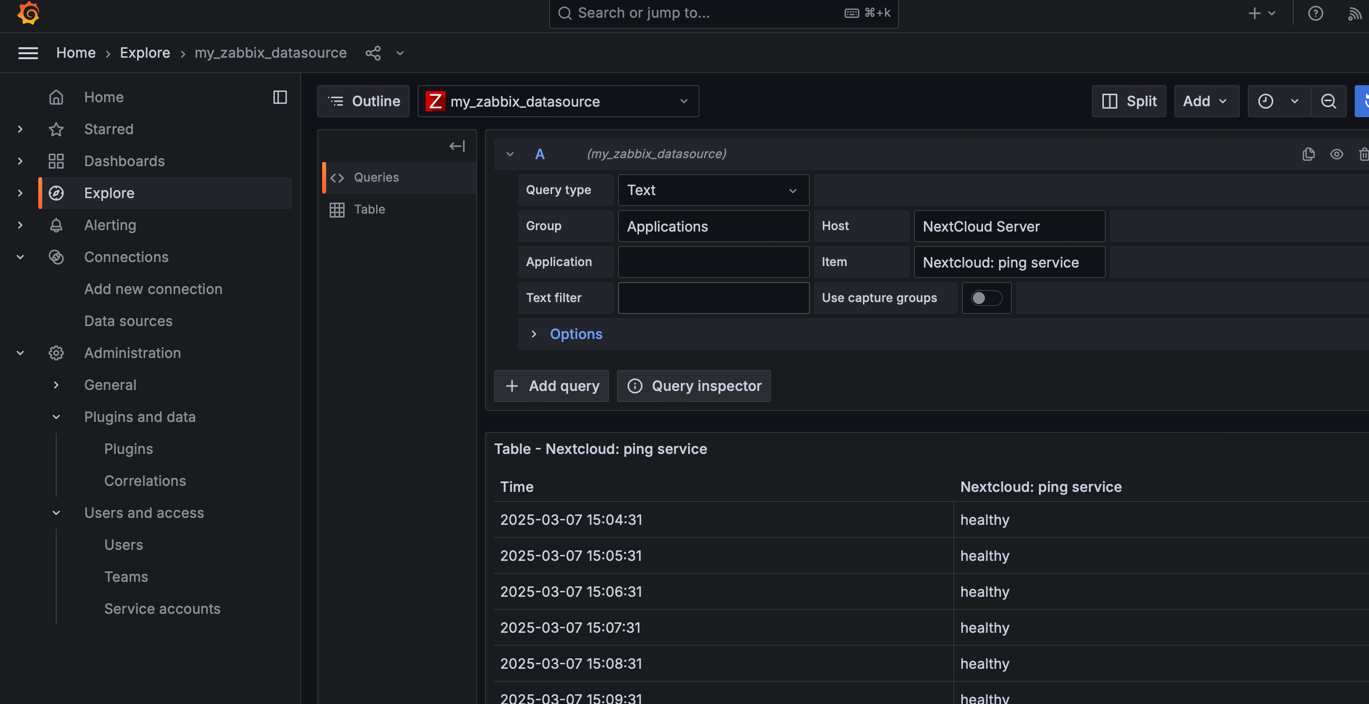 Search or jump to... ⌘+k
Home › Explore › my_zabbix_datasource
Home
Starred
Dashboards
Explore
Alerting
Connections
Add new connection
Data sources
Administration
General
Plugins and data
Plugins
Correlations
Users and access
Users
Teams
Service accounts
Outline
Z my_zabbix_datasource
Split
Add
Queries
Table
A (my_zabbix_datasource)
Query type Text
Group Applications Host NextCloud Server
Application Item Nextcloud: ping service
Text filter Use capture groups
Options
+ Add query Query inspector
Table - Nextcloud: ping service
Time Nextcloud: ping service
2025-03-07 15:04:31 healthy
2025-03-07 15:05:31 healthy
2025-03-07 15:06:31 healthy
2025-03-07 15:07:31 healthy
2025-03-07 15:08:31 healthy
2025-03-07 15:09:31 healthy